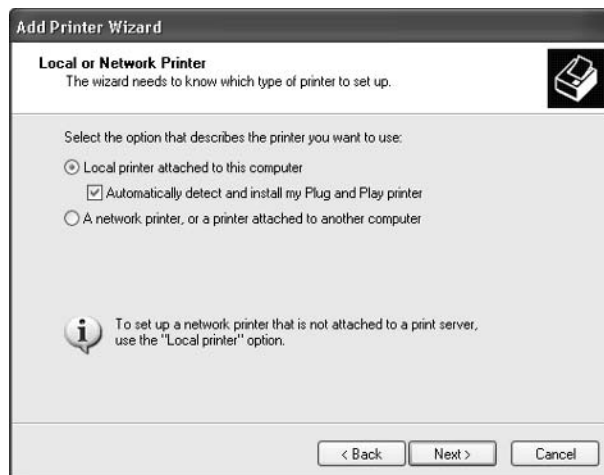 Add Printer Wizard
Local or Network Printer
The wizard needs to know which type of printer to set up.
Select the option that describes the printer you want to use:
Local printer attached to this computer
Automatically detect and install my Plug and Play printer
A network printer, or a printer attached to another computer
To set up a network printer that is not attached to a print server,
use the "Local printer" option.
< Back Next > Cancel